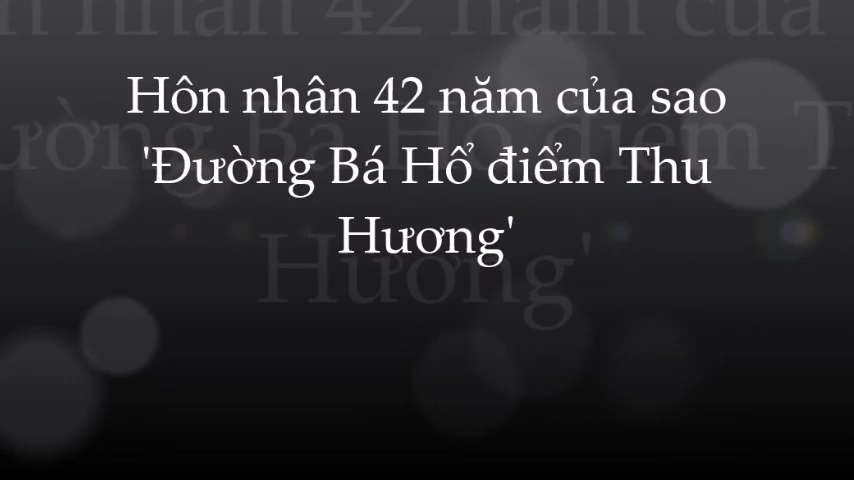 Hôn nhân 42 năm của sao
'Đường Bá Hổ điểm Thu
Hương'